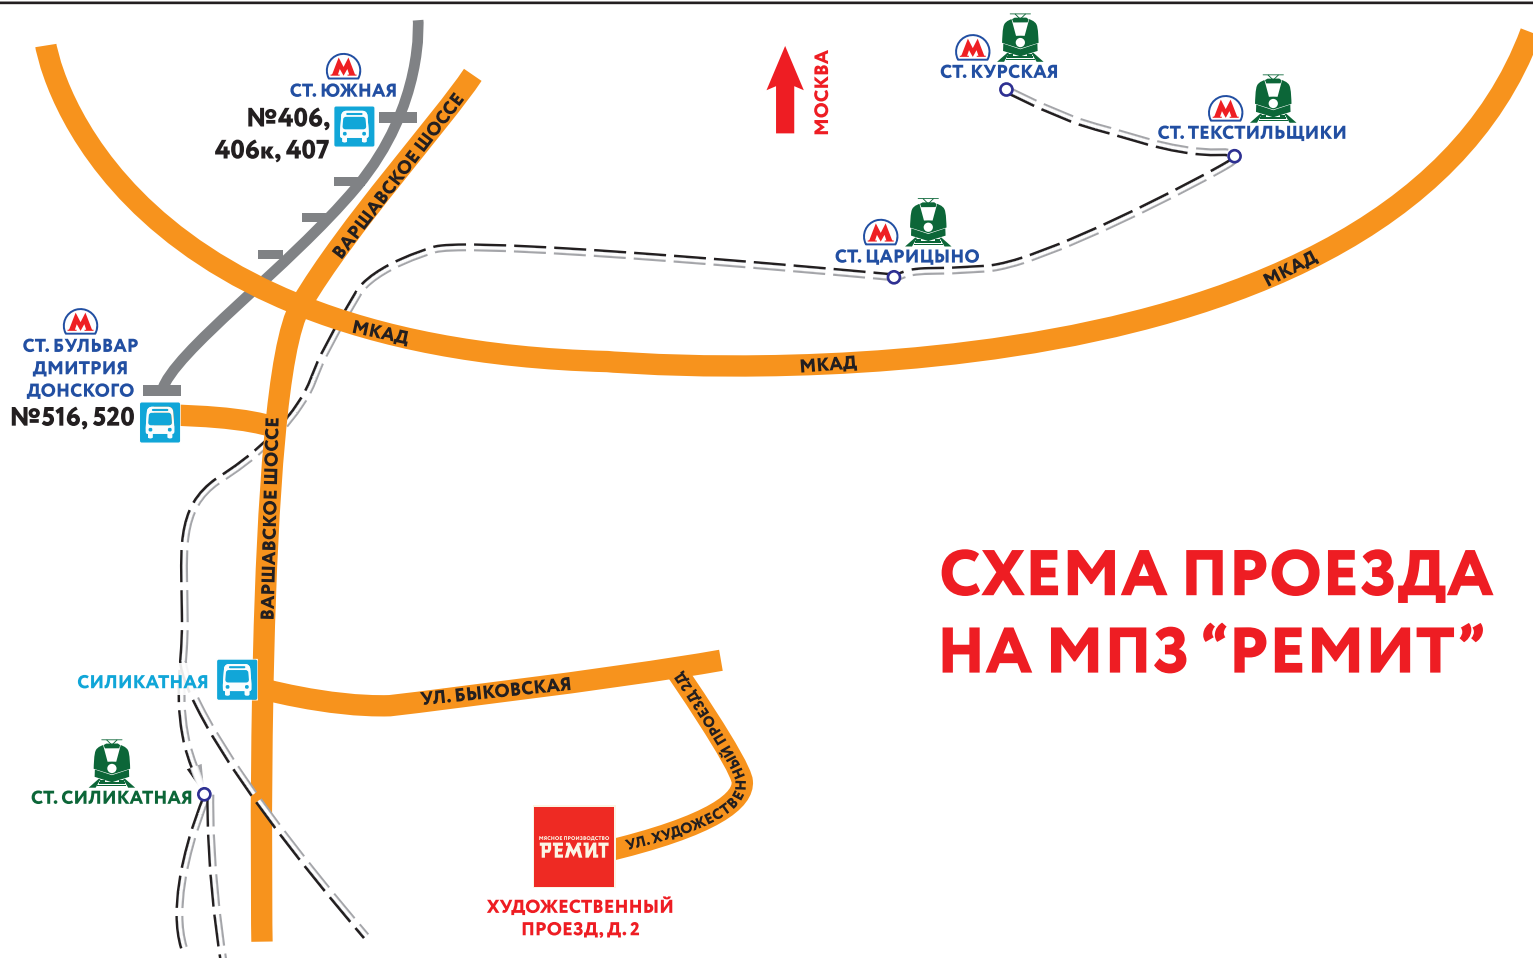 СТ. ЮЖНАЯ
№406,
406к, 407
ВАРШАВСКОЕ ШОССЕ
МОСКВА
СТ. КУРСКАЯ
СТ. ТЕКСТИЛЬЩИКИ
СТ. ЦАРИЦЫНО
МКАД
МКАД
МКАД
СТ. БУЛЬВАР
ДМИТРИЯ
ДОНСКОГО
№516, 520
ВАРШАВСКОЕ ШОССЕ
СХЕМА ПРОЕЗДА
НА МПЗ “РЕМИТ”
СИЛИКАТНАЯ
УЛ. БЫКОВСКАЯ
УЛ. ХУДОЖЕСТВЕННЫЙ ПРОЕЗД 2Д
СТ. СИЛИКАТНАЯ
МЯСНОЕ ПРОИЗВОДСТВО
РЕМИТ
ХУДОЖЕСТВЕННЫЙ
ПРОЕЗД, Д. 2